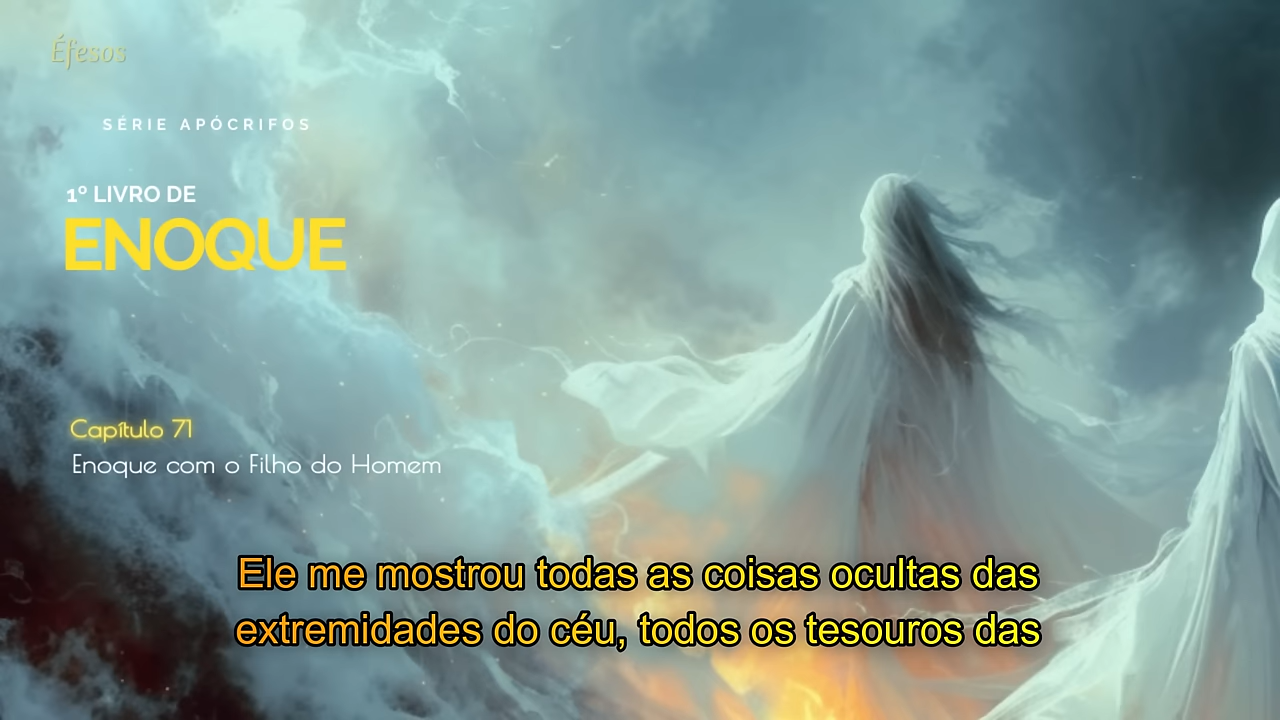 Éfesos
SÉRIE APÓCRIFOS
1º LIVRO DE
ENOQUE
Capítulo 71
Enoque com o Filho do Homem
Ele me mostrou todas as coisas ocultas das
extremidades do céu, todos os tesouros das